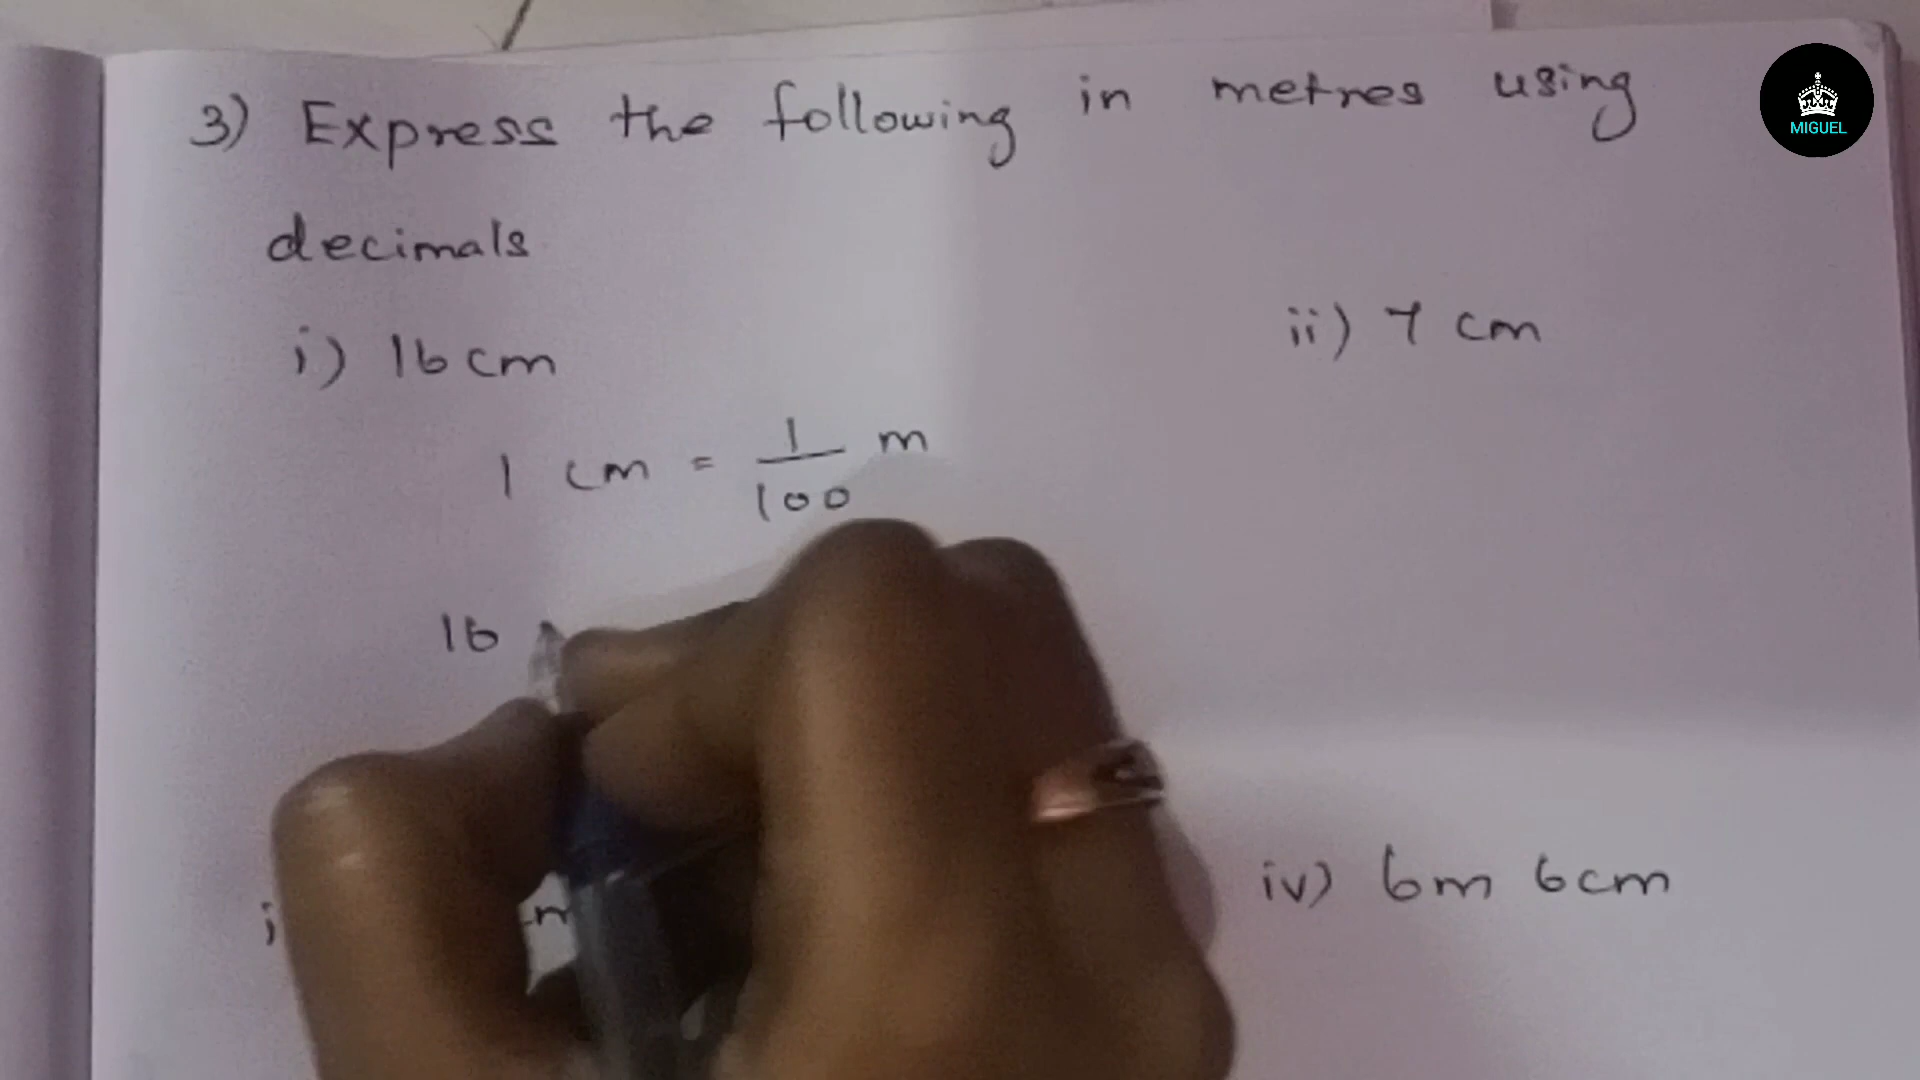 3) Express the following in metres using
decimals
i) 16 cm
ii) 7 cm
1 cm = 1/100 m
16
iv) 6m 6cm
MIGUEL